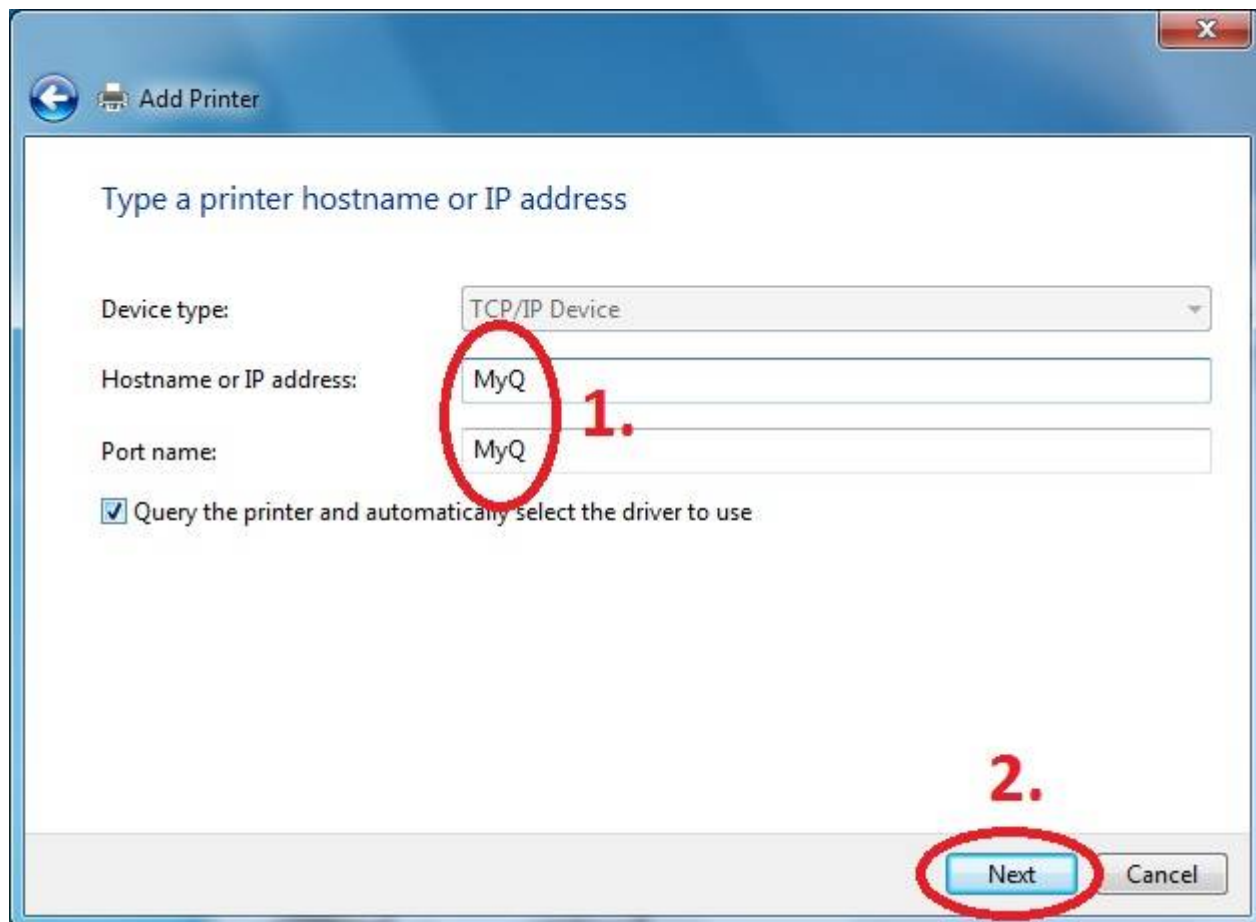 Add Printer
Type a printer hostname or IP address
Device type: TCP/IP Device
Hostname or IP address: MyQ
1.
Port name: MyQ
Query the printer and automatically select the driver to use
2.
Next Cancel